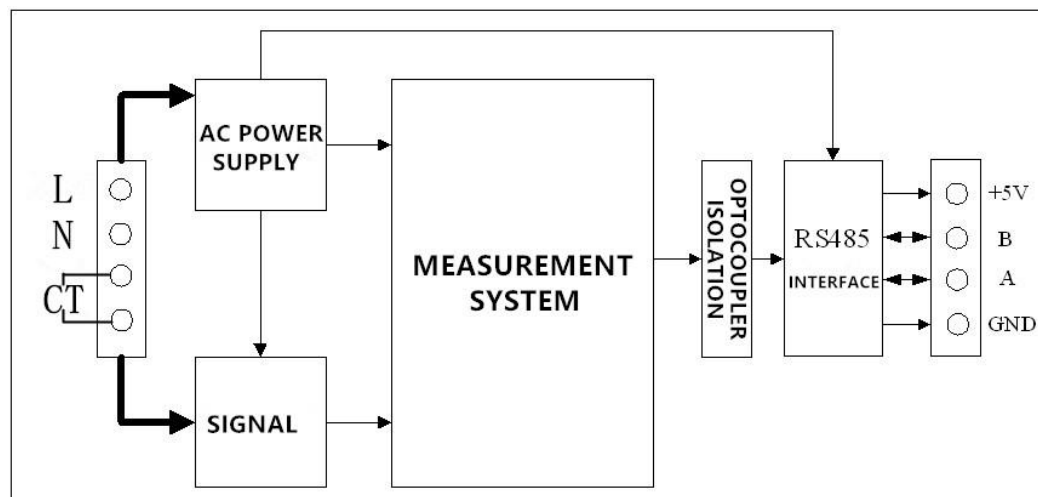 L
N
CT
AC POWER
SUPPLY
SIGNAL
MEASUREMENT
SYSTEM
OPTOCOUPLER
ISOLATION
RS485
INTERFACE
+5V
B
A
GND